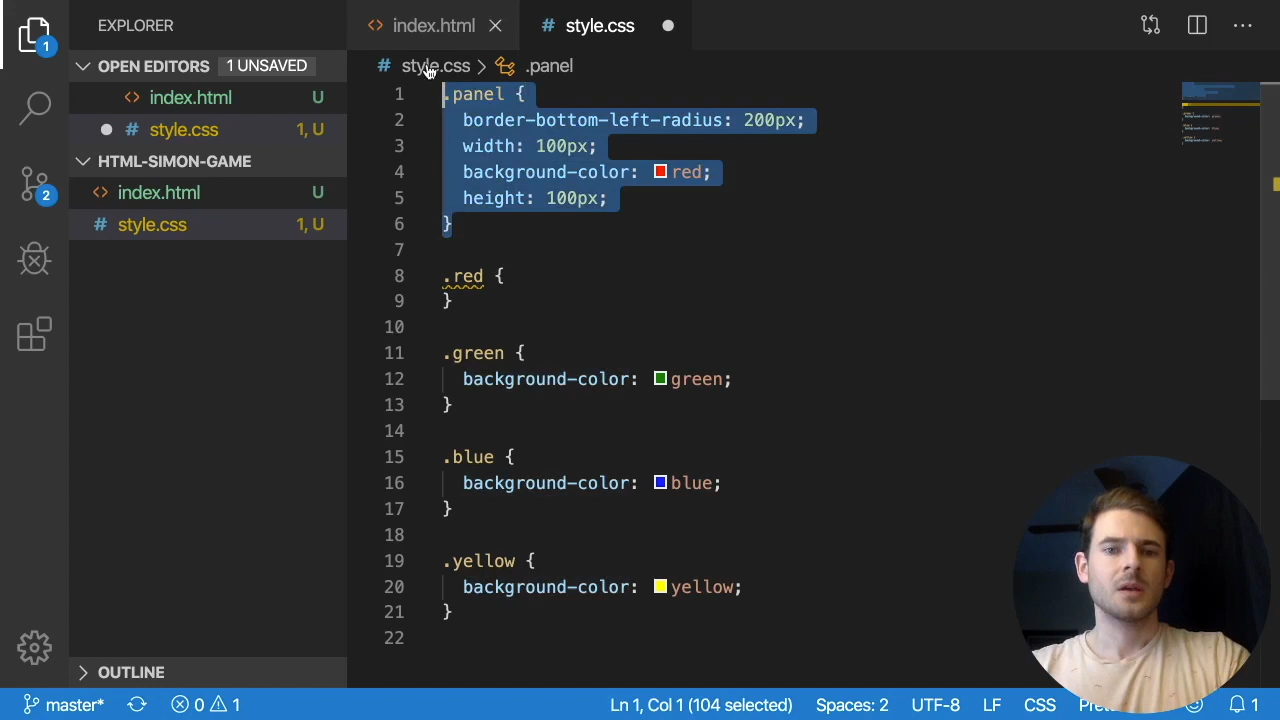 EXPLORER
index.html
style.css
OPEN EDITORS 1 UNSAVED
index.html U
style.css 1, U
HTML-SIMON-GAME
index.html U
style.css 1, U
OUTLINE
1
2
# style.css > .panel
1 .panel {
2 border-bottom-left-radius: 200px;
3 width: 100px;
4 background-color: red;
5 height: 100px;
6 }
7
8 .red {
9 }
10
11 .green {
12 background-color: green;
13 }
14
15 .blue {
16 background-color: blue;
17 }
18
19 .yellow {
20 background-color: yellow;
21 }
22
master* 0 1 Ln 1, Col 1 (104 selected) Spaces: 2 UTF-8 LF CSS 1